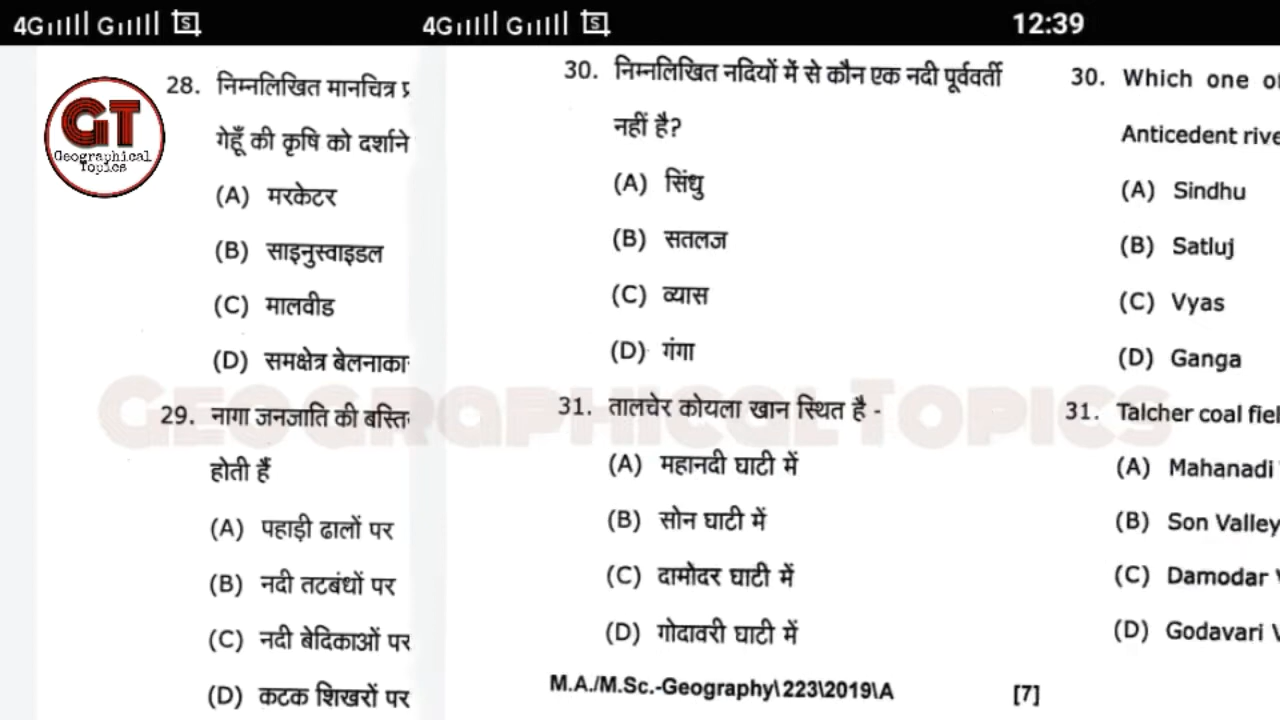 4G G 4G G 12:39
GT
Geographical
Topics
28. निम्नलिखित मानचित्र प्र
गेहूँ की कृषि को दर्शाने
(A) मरकेटर
(B) साइनुस्वाइडल
(C) मालवीड
(D) समक्षेत्र बेलनाका
29. नागा जनजाति की बस्ति
होती हैं
(A) पहाड़ी ढालों पर
(B) नदी तटबंधों पर
(C) नदी बेदिकाओं पर
(D) कटक शिखरों पर
30. निम्नलिखित नदियों में से कौन एक नदी पूर्ववर्ती
नहीं है?
(A) सिंधु
(B) सतलज
(C) व्यास
(D) गंगा
31. तालचेर कोयला खान स्थित है -
(A) महानदी घाटी में
(B) सोन घाटी में
(C) दामोदर घाटी में
(D) गोदावरी घाटी में
M.A./M.Sc.-Geography\223\2019\A [7]
30. Which one of
Anticedent rive
(A) Sindhu
(B) Satluj
(C) Vyas
(D) Ganga
31. Talcher coal fiel
(A) Mahanadi
(B) Son Valley
(C) Damodar
(D) Godavari
GEOGRAPHICAL TOPICS